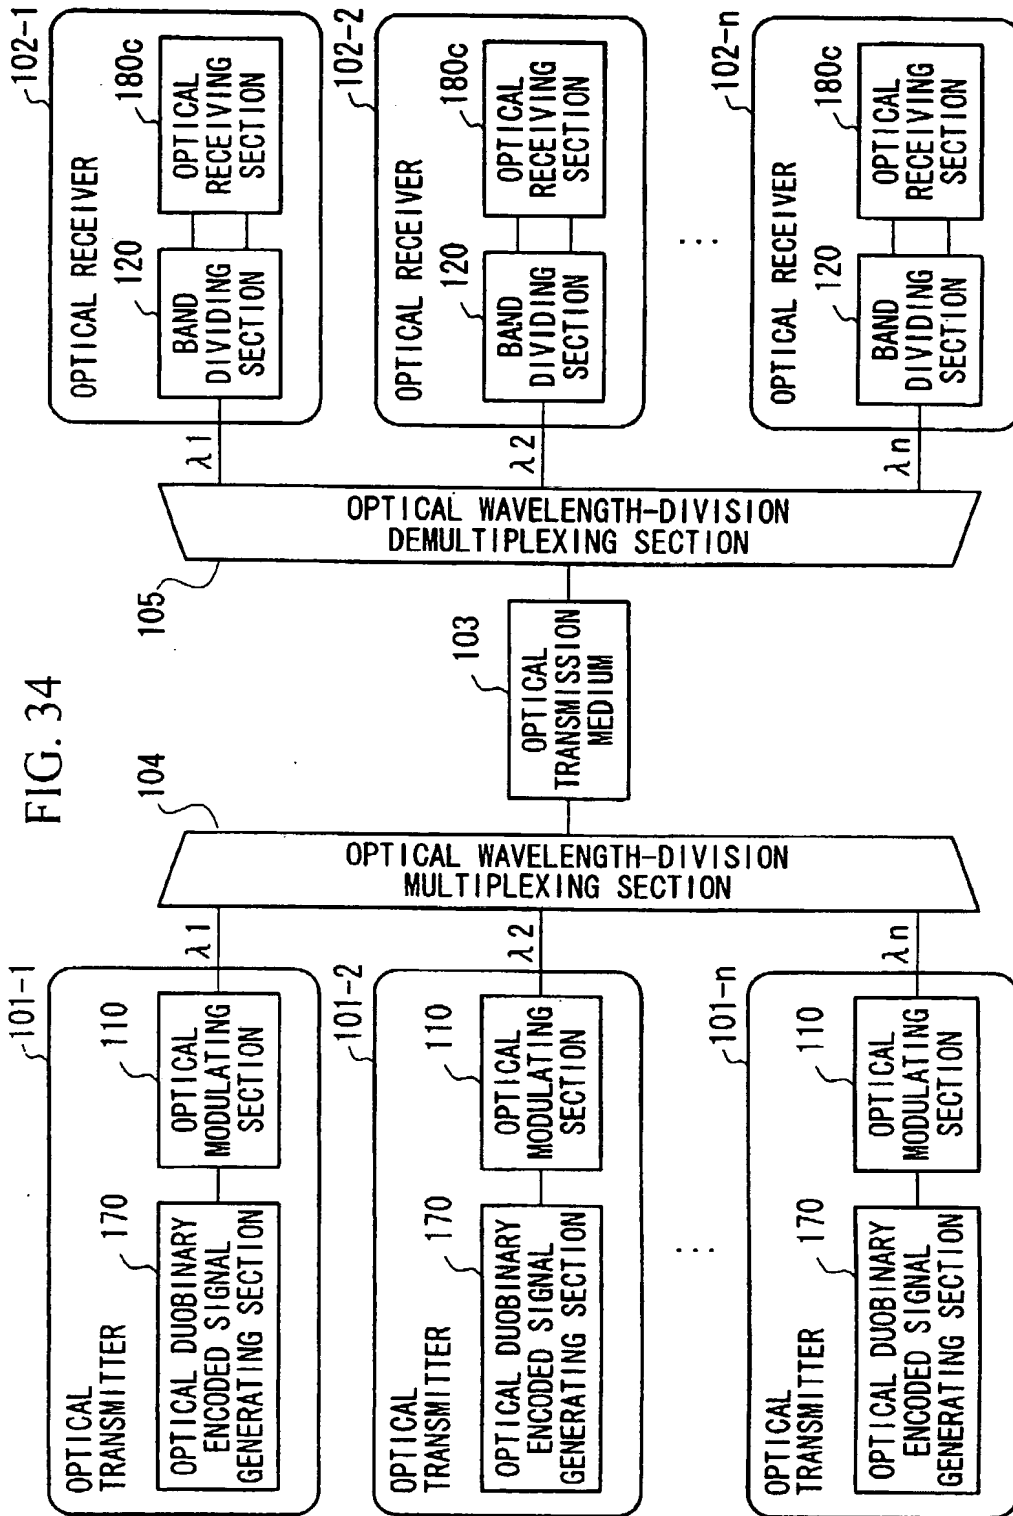 FIG. 34
101-1
OPTICAL
TRANSMITTER
170
OPTICAL DUOBINARY
ENCODED SIGNAL
GENERATING SECTION
110
OPTICAL
MODULATING
SECTION
λ1
101-2
OPTICAL
TRANSMITTER
170
OPTICAL DUOBINARY
ENCODED SIGNAL
GENERATING SECTION
110
OPTICAL
MODULATING
SECTION
λ2
...
101-n
OPTICAL
TRANSMITTER
170
OPTICAL DUOBINARY
ENCODED SIGNAL
GENERATING SECTION
110
OPTICAL
MODULATING
SECTION
λn
104
OPTICAL WAVELENGTH-DIVISION
MULTIPLEXING SECTION
103
OPTICAL
TRANSMISSION
MEDIUM
105
OPTICAL WAVELENGTH-DIVISION
DEMULTIPLEXING SECTION
102-1
OPTICAL RECEIVER
λ1
120
BAND
DIVIDING
SECTION
180c
OPTICAL
RECEIVING
SECTION
102-2
OPTICAL RECEIVER
λ2
120
BAND
DIVIDING
SECTION
180c
OPTICAL
RECEIVING
SECTION
...
102-n
OPTICAL RECEIVER
λn
120
BAND
DIVIDING
SECTION
180c
OPTICAL
RECEIVING
SECTION